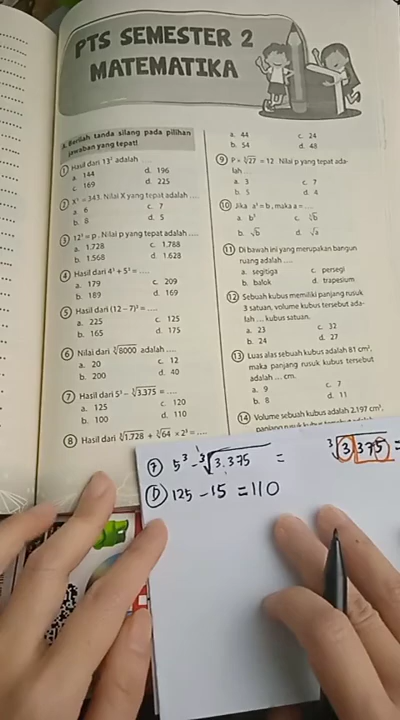 PTS SEMESTER 2
MATEMATIKA
A. Berilah tanda silang pada pilihan
jawaban yang tepat!
1 Hasil dari 13² adalah ....
a. 144
d. 196
c. 169
d. 225
2 X³ = 343. Nilai X yang tepat adalah ....
a. 6
c. 7
b. 8
d. 5
3 12³ = p. Nilai p yang tepat adalah ....
a. 1.728
c. 1.788
b. 1.568
d. 1.628
4 Hasil dari 4³ + 5³ = ....
a. 179
c. 209
b. 189
d. 169
5 Hasil dari (12 – 7)³ = ....
a. 225
c. 125
b. 165
d. 175
6 Nilai dari ∛8000 adalah ....
a. 20
c. 12
b. 200
d. 40
7 Hasil dari 5³ – ∛3.375 = ....
a. 125
c. 120
b. 100
d. 110
8 Hasil dari ∛1.728 + ∛64 × 2³ = ....
a. 44
c. 24
b. 54
d. 48
9 P × ∛27 = 12. Nilai p yang tepat ada-
lah ....
a. 3
c. 7
b. 5
d. 4
10 Jika a³ = b, maka a = ....
a. b³
c. ∛b
b. √b
d. √a
11 Di bawah ini yang merupakan bangun
ruang adalah ....
a. segitiga
c. persegi
b. balok
d. trapesium
12 Sebuah kubus memiliki panjang rusuk
3 satuan, volume kubus tersebut ada-
lah ... kubus satuan.
a. 23
c. 32
b. 24
d. 27
13 Luas alas sebuah kubus adalah 81 cm²,
maka panjang rusuk kubus tersebut
adalah ... cm.
a. 9
c. 7
b. 8
d. 11
14 Volume sebuah kubus adalah 2.197 cm³,
7 5³ - ∛3.375 =
∛3 375 =
D 125 - 15 = 110